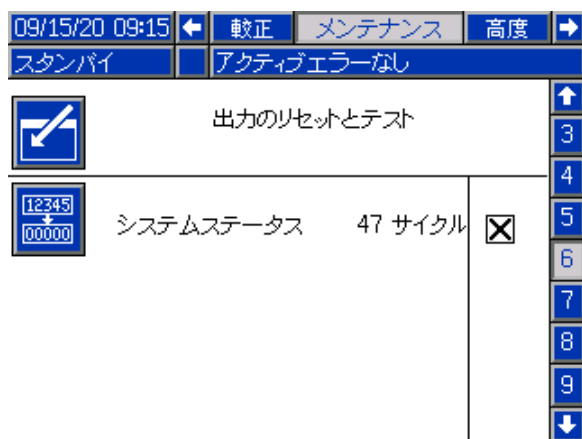 09/15/20 09:15 較正 メンテナンス 高度
スタンバイ アクティブエラーなし
出力のリセットとテスト
3
4
12345
00000
システムステータス 47 サイクル
5
6
7
8
9